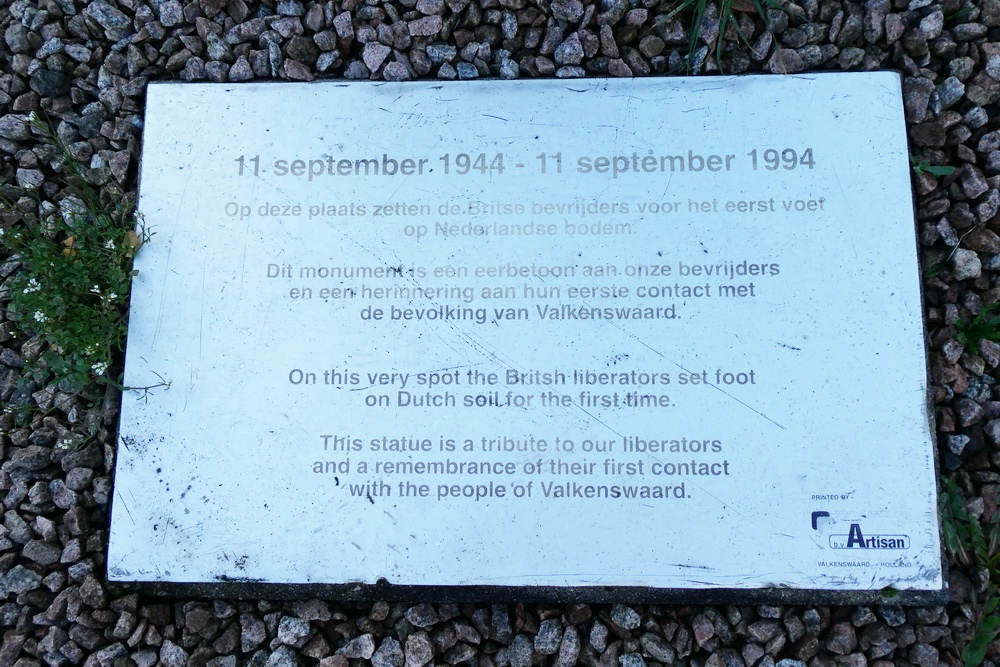 11 september 1944 - 11 september 1994
Op deze plaats zetten de Britse bevrijders voor het eerst voet
op Nederlandse bodem.
Dit monument is een eerbetoon aan onze bevrijders
en een herinnering aan hun eerste contact met
de bevolking van Valkenswaard.
On this very spot the Britsh liberators set foot
on Dutch soil for the first time.
This statue is a tribute to our liberators
and a remembrance of their first contact
with the people of Valkenswaard.
PRINTED BY
b.v. Artisan
VALKENSWAARD - HOLLAND